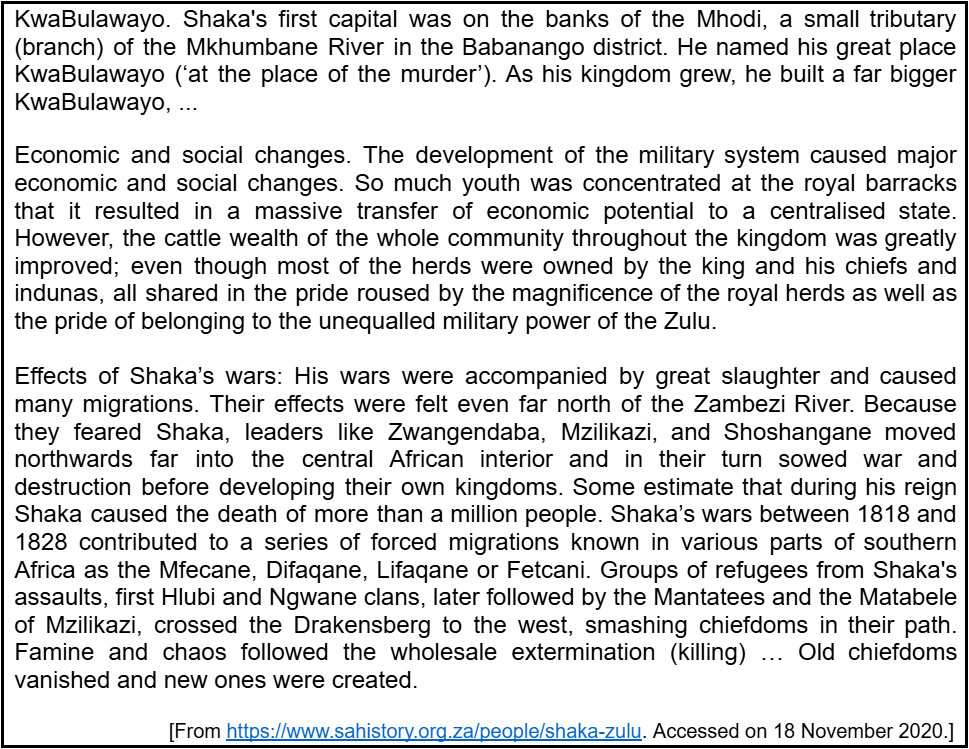 KwaBulawayo. Shaka's first capital was on the banks of the Mhodi, a small tributary
(branch) of the Mkhumbane River in the Babanango district. He named his great place
KwaBulawayo (‘at the place of the murder’). As his kingdom grew, he built a far bigger
KwaBulawayo, ...
Economic and social changes. The development of the military system caused major
economic and social changes. So much youth was concentrated at the royal barracks
that it resulted in a massive transfer of economic potential to a centralised state.
However, the cattle wealth of the whole community throughout the kingdom was greatly
improved; even though most of the herds were owned by the king and his chiefs and
indunas, all shared in the pride roused by the magnificence of the royal herds as well as
the pride of belonging to the unequalled military power of the Zulu.
Effects of Shaka’s wars: His wars were accompanied by great slaughter and caused
many migrations. Their effects were felt even far north of the Zambezi River. Because
they feared Shaka, leaders like Zwangendaba, Mzilikazi, and Shoshangane moved
northwards far into the central African interior and in their turn sowed war and
destruction before developing their own kingdoms. Some estimate that during his reign
Shaka caused the death of more than a million people. Shaka’s wars between 1818 and
1828 contributed to a series of forced migrations known in various parts of southern
Africa as the Mfecane, Difaqane, Lifaqane or Fetcani. Groups of refugees from Shaka's
assaults, first Hlubi and Ngwane clans, later followed by the Mantatees and the Matabele
of Mzilikazi, crossed the Drakensberg to the west, smashing chiefdoms in their path.
Famine and chaos followed the wholesale extermination (killing) … Old chiefdoms
vanished and new ones were created.
[From https://www.sahistory.org.za/people/shaka-zulu. Accessed on 18 November 2020.]